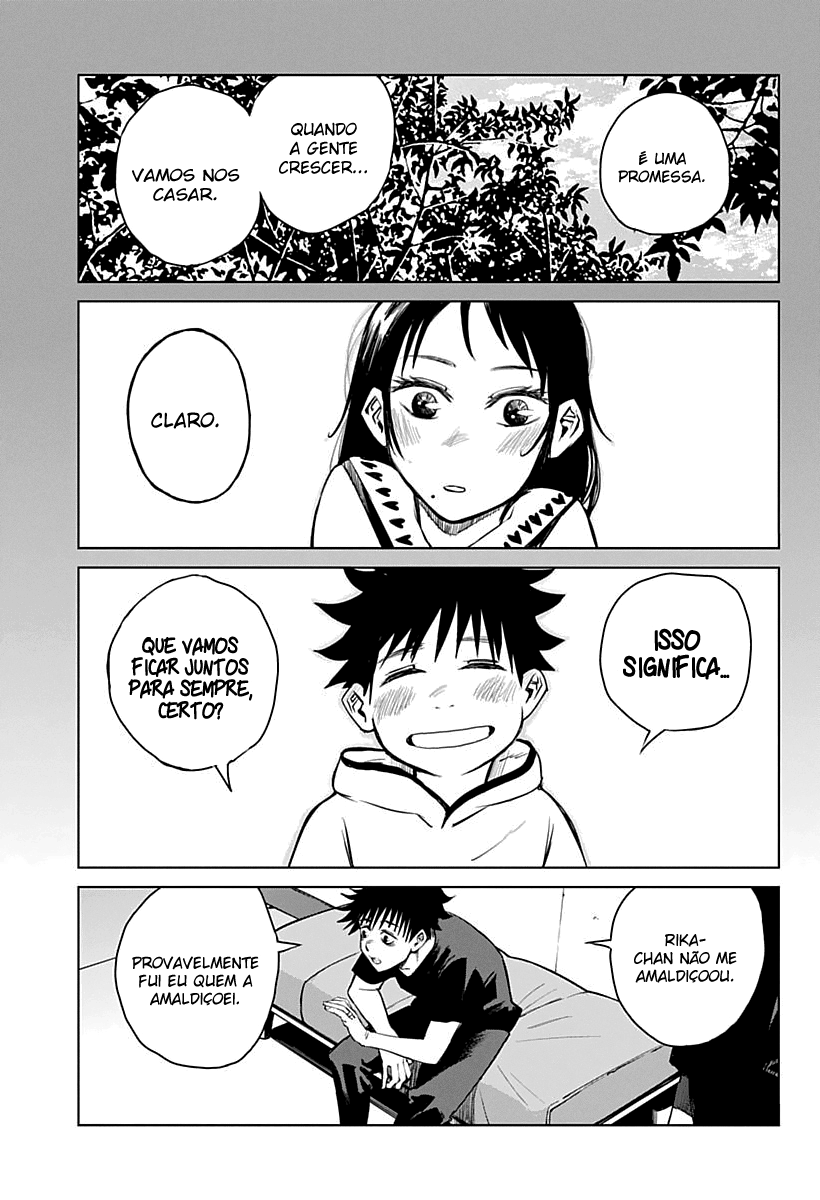 É UMA
PROMESSA.
QUANDO
A GENTE
CRESCER...
VAMOS NOS
CASAR.
CLARO.
ISSO
SIGNIFICA...
QUE VAMOS
FICAR JUNTOS
PARA SEMPRE,
CERTO?
RIKA-
CHAN NÃO ME
AMALDIÇOOU.
PROVAVELMENTE
FUI EU QUEM A
AMALDIÇOEI.